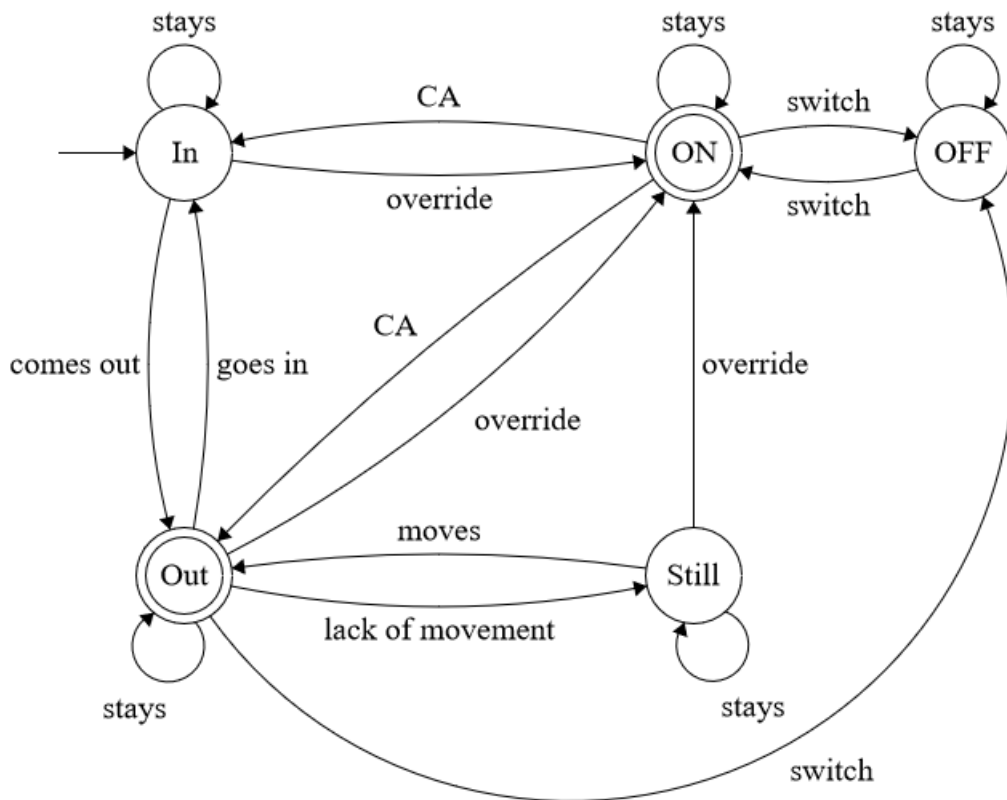 stays
stays
stays
CA
switch
In
ON
OFF
override
switch
CA
comes out
goes in
override
override
moves
Out
Still
lack of movement
stays
stays
switch